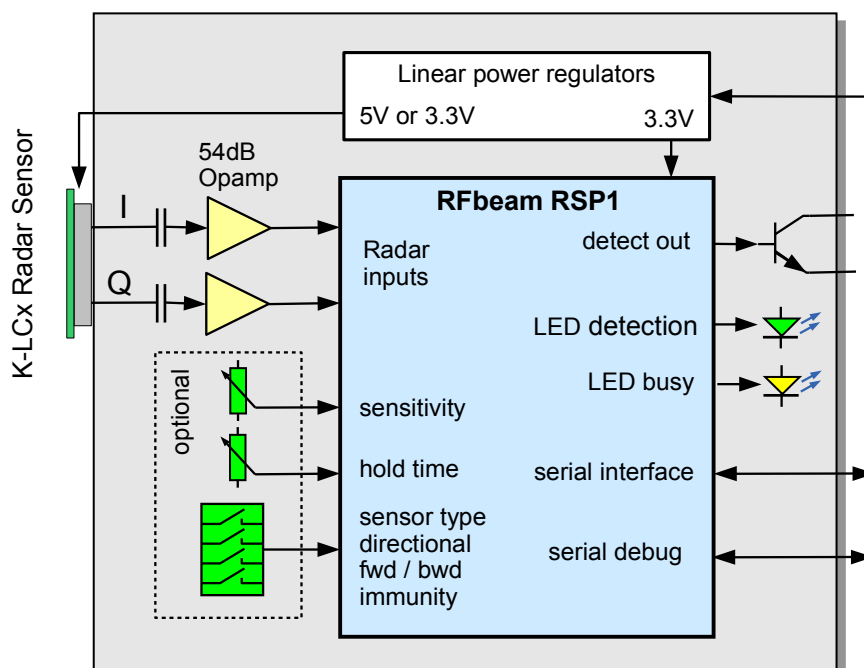 Linear power regulators
5V or 3.3V
3.3V
54dB
Opamp
K-LCx Radar Sensor
I
Q
RFbeam RSP1
Radar
inputs
detect out
LED detection
LED busy
optional
sensitivity
hold time
serial interface
sensor type
directional
fwd / bwd
immunity
serial debug